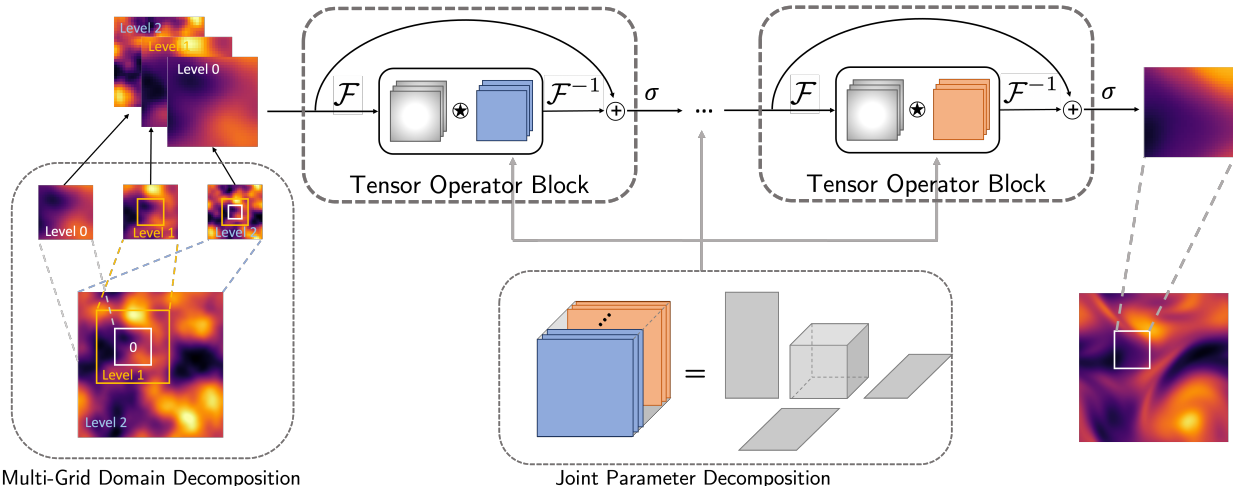 Level 2
Level 1
Level 0
ℱ
ℱ⁻¹
+
σ
Tensor Operator Block
...
ℱ
ℱ⁻¹
+
σ
Tensor Operator Block
Level 0
Level 1
Level 2
0
Level 1
Level 2
Multi-Grid Domain Decomposition
...
=
Joint Parameter Decomposition